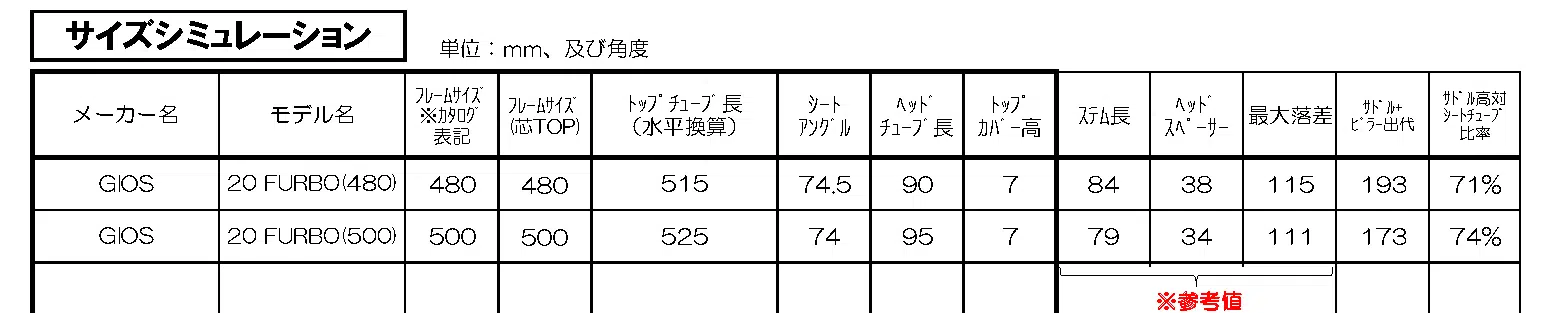 サイズシミュレーション
単位：mm、及び角度
メーカー名
モデル名
ﾌﾚｰﾑｻｲｽﾞ
※ｶﾀﾛｸﾞ
表記
ﾌﾚｰﾑｻｲｽﾞ
(芯TOP)
ﾄｯﾌﾟﾁｭｰﾌﾞ長
(水平換算)
ｼｰﾄ
ｱﾝｸﾞﾙ
ﾍｯﾄﾞ
ﾁｭｰﾌﾞ長
ﾄｯﾌﾟ
ｶﾊﾞｰ高
ｽﾃﾑ長
ﾍｯﾄﾞ
ｽﾍﾟｰｻｰ
最大落差
ｻﾄﾞﾙ+
ﾋﾟﾗｰ出代
ｻﾄﾞﾙ高対
ｼｰﾄﾁｭｰﾌﾞ
比率
GIOS 20 FURBO(480) 480 480 515 74.5 90 7 84 38 115 193 71%
GIOS 20 FURBO(500) 500 500 525 74 95 7 79 34 111 173 74%
※参考値